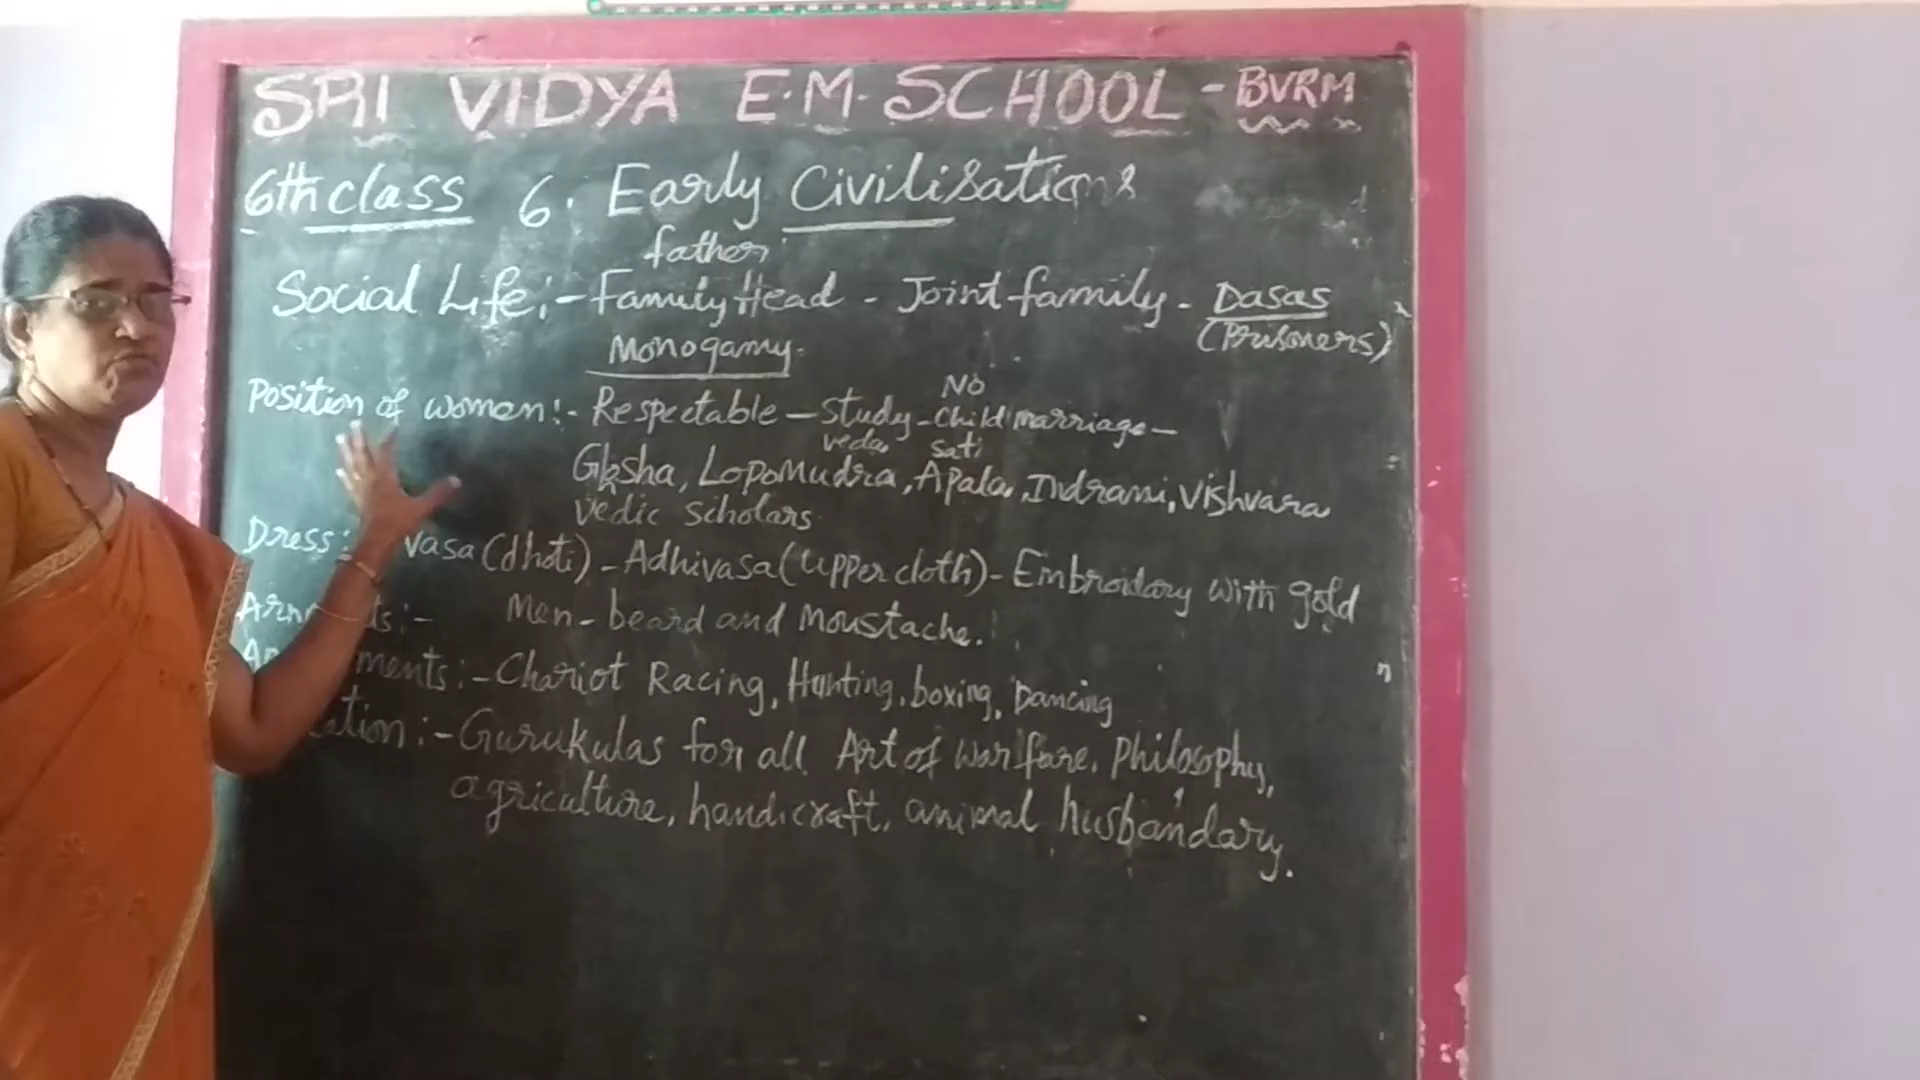 SRI VIDYA E.M. SCHOOL - BVRM
6th class 6. Early Civilisations
father
Social Life:- Family Head - Joint family - Dasas
(Prisoners)
Monogamy.
No
Position of women:- Respectable - Study - Child marriage -
veda, sati
Ghsha, LopaMudra, Apala, Indrani, Vishvara
Vedic scholars
Dress: vasa (dhoti) - Adhivasa (upper cloth) - Embroidary with gold
Men - beard and Moustache.
ments:- Chariot Racing, Hunting, boxing, Dancing
ation:- Gurukulas for all Art of warfare, Philosophy,
agriculture, handicraft, animal husbandary.